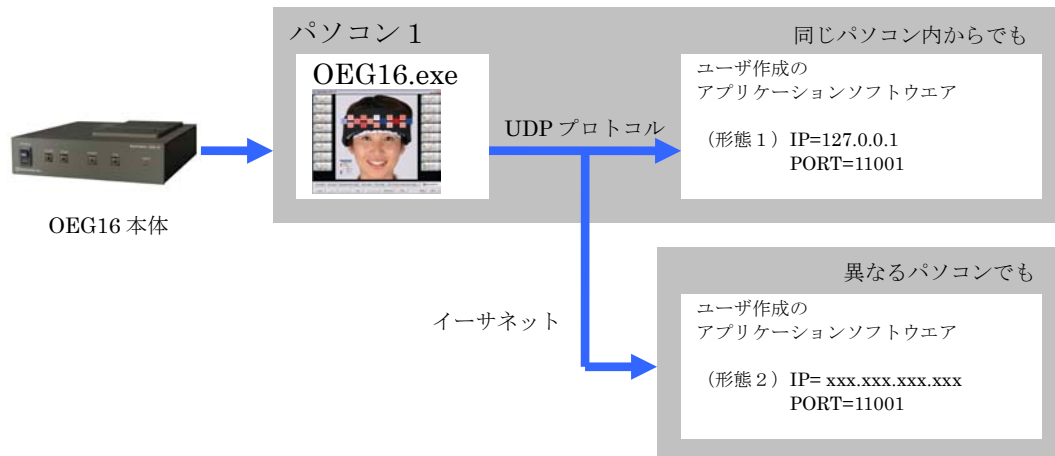 パソコン１
同じパソコン内からでも
OEG16.exe
ユーザ作成の
アプリケーションソフトウエア
（形態１）IP=127.0.0.1
PORT=11001
UDP プロトコル
OEG16 本体
異なるパソコンでも
イーサネット
ユーザ作成の
アプリケーションソフトウエア
（形態２）IP= xxx.xxx.xxx.xxx
PORT=11001